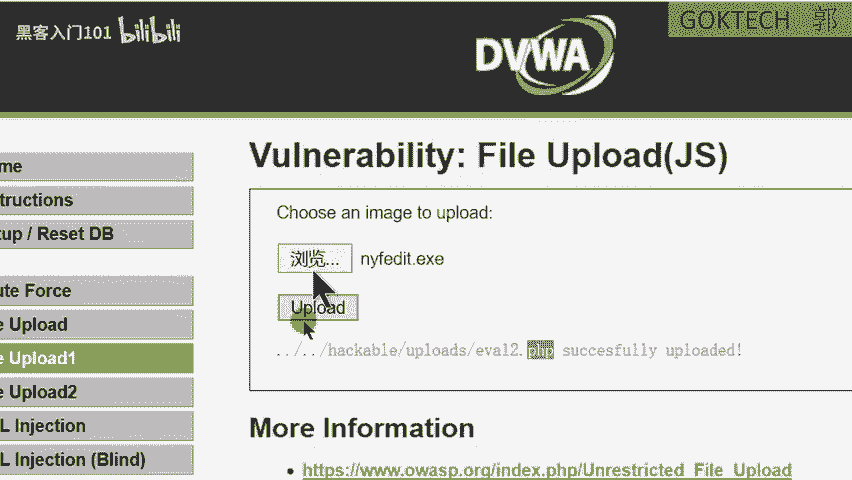 黑客入门101 bilibili
GOKTECH 郭
DVWA
me
tructions
tup / Reset DB
ute Force
e Upload
e Upload1
e Upload2
L Injection
L Injection (Blind)
Vulnerability: File Upload(JS)
Choose an image to upload:
浏览... nyfedit.exe
Upload
../../hackable/uploads/eval2.php succesfully uploaded!
More Information
https://www.owasp.org/index.php/Unrestricted_File_Upload